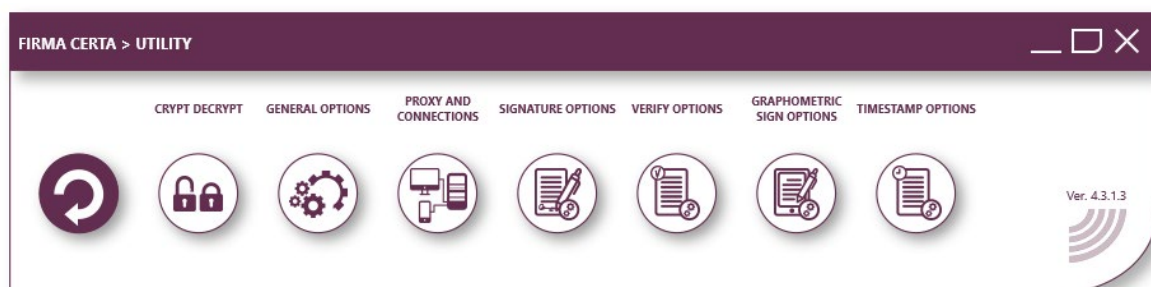 FIRMA CERTA > UTILITY
CRYPT DECRYPT
GENERAL OPTIONS
PROXY AND
CONNECTIONS
SIGNATURE OPTIONS
VERIFY OPTIONS
GRAPHOMETRIC
SIGN OPTIONS
TIMESTAMP OPTIONS
Ver. 4.3.1.3